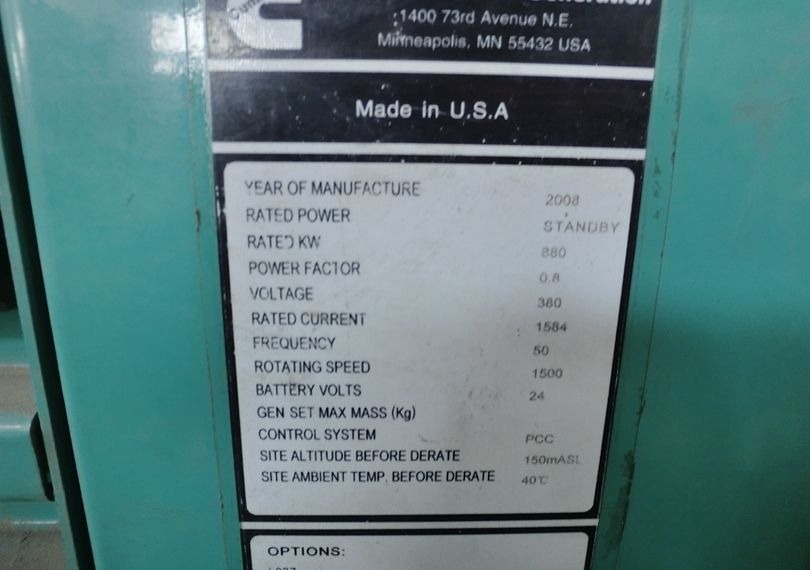 1400 73rd Avenue N.E.
Minneapolis, MN 55432 USA
Made in U.S.A
YEAR OF MANUFACTURE 2008
RATED POWER STANDBY
RATED KW 880
POWER FACTOR 0.8
VOLTAGE 380
RATED CURRENT 1584
FREQUENCY 50
ROTATING SPEED 1500
BATTERY VOLTS 24
GEN SET MAX MASS (Kg)
CONTROL SYSTEM PCC
SITE ALTITUDE BEFORE DERATE 150mASL
SITE AMBIENT TEMP. BEFORE DERATE 40℃
OPTIONS: